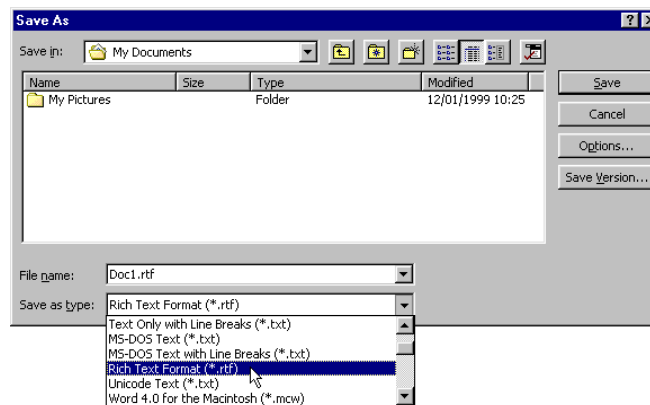 Save As
Save in: My Documents
Name Size Type Modified
My Pictures Folder 12/01/1999 10:25
Save
Cancel
Options...
Save Version...
File name: Doc1.rtf
Save as type: Rich Text Format (*.rtf)
Text Only with Line Breaks (*.txt)
MS-DOS Text (*.txt)
MS-DOS Text with Line Breaks (*.txt)
Rich Text Format (*.rtf)
Unicode Text (*.txt)
Word 4.0 for the Macintosh (*.mcw)